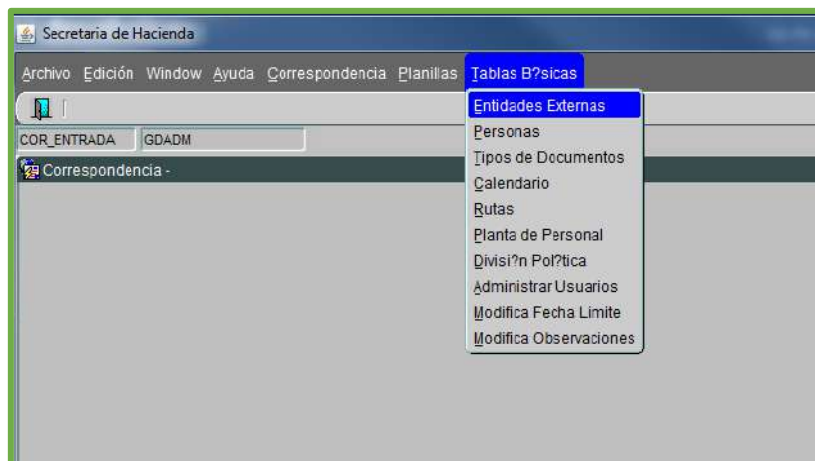 Secretaria de Hacienda
Archivo Edición Window Ayuda Correspondencia Planillas Tablas B?sicas
Entidades Externas
COR_ENTRADA GDADM
Personas
Correspondencia -
Tipos de Documentos
Calendario
Rutas
Planta de Personal
Divisi?n Pol?tica
Administrar Usuarios
Modifica Fecha Limite
Modifica Observaciones